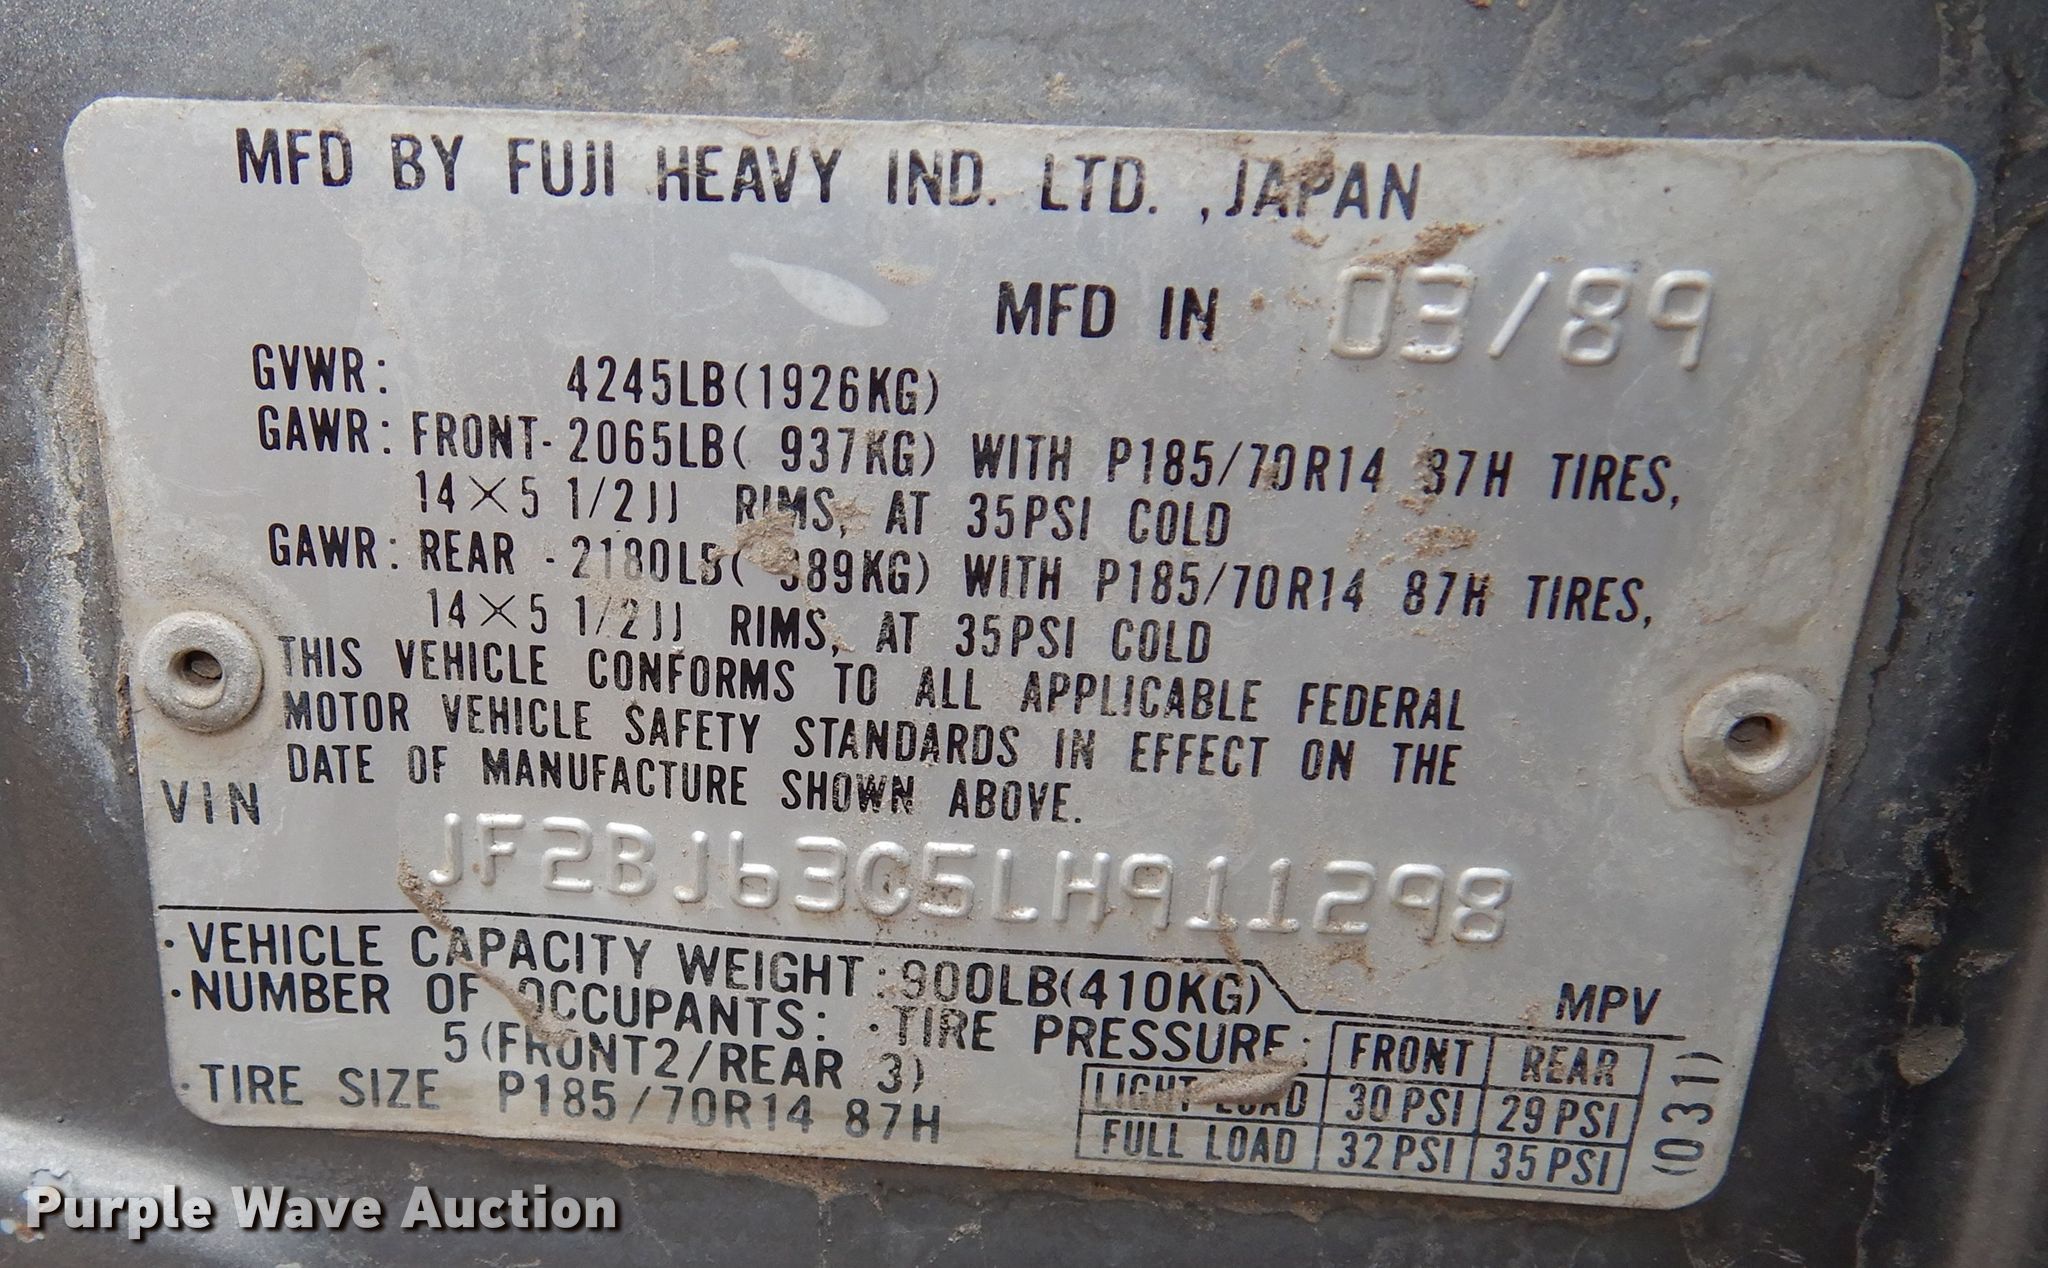 MFD BY FUJI HEAVY IND. LTD. ,JAPAN
MFD IN 03/89
GVWR: 4245LB(1926KG)
GAWR: FRONT-2065LB( 937KG) WITH P185/70R14 87H TIRES,
14×5 1/2JJ RIMS, AT 35PSI COLD
GAWR: REAR -2180LB( 989KG) WITH P185/70R14 87H TIRES,
14×5 1/2JJ RIMS, AT 35PSI COLD
THIS VEHICLE CONFORMS TO ALL APPLICABLE FEDERAL
MOTOR VEHICLE SAFETY STANDARDS IN EFFECT ON THE
DATE OF MANUFACTURE SHOWN ABOVE.
VIN JF2BJ63C5LH911298
·VEHICLE CAPACITY WEIGHT:900LB(410KG)
MPV
·NUMBER OF OCCUPANTS:
5(FRONT2/REAR 3)
·TIRE SIZE P185/70R14 87H
·TIRE PRESSURE: FRONT REAR
LIGHT LOAD 30PSI 29PSI
FULL LOAD 32PSI 35PSI
(031)
Purple Wave Auction